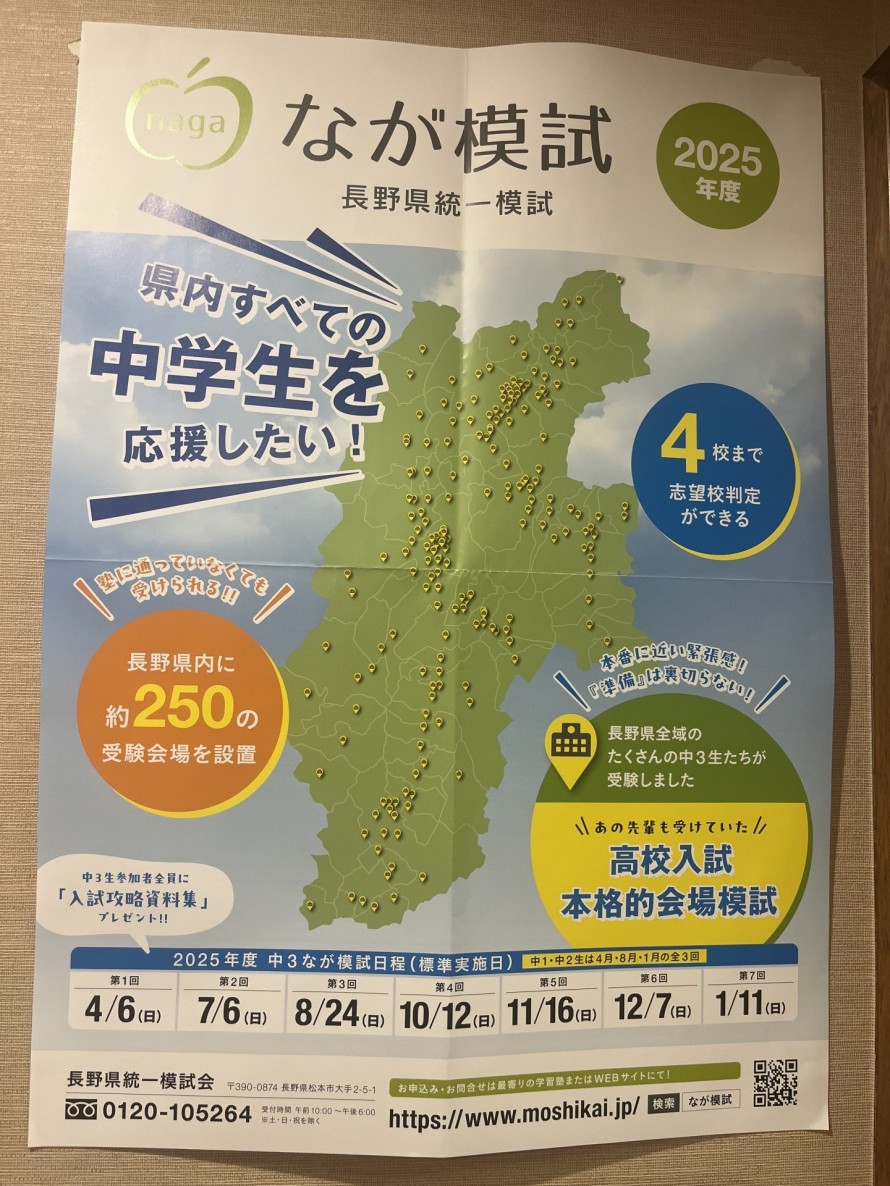 naga
なが模試
長野県統一模試
2025
年度
県内すべての
中学生を
応援したい!
4校まで
志望校判定
ができる
塾に通っていなくても
受けられる!!
長野県内に
約250の
受験会場を設置
本番に近い緊張感!
『準備』は裏切らない!
長野県全域の
たくさんの中3生たちが
受験しました
あの先輩も受けていた
高校入試
本格的会場模試
中3生参加者全員に
「入試攻略資料集」
プレゼント!!
2025年度 中3なが模試日程(標準実施日) 中1・中2生は4月・8月・1月の全3回
第1回
4/6(日)
第2回
7/6(日)
第3回
8/24(日)
第4回
10/12(日)
第5回
11/16(日)
第6回
12/7(日)
第7回
1/11(日)
長野県統一模試会 〒390-0874 長野県松本市大手2-5-1
0120-105264 受付時間 午前10:00〜午後6:00
※土・日・祝を除く
お申込み・お問合せは最寄りの学習塾またはWEBサイトにて!
https://www.moshikai.jp/ 検索 なが模試